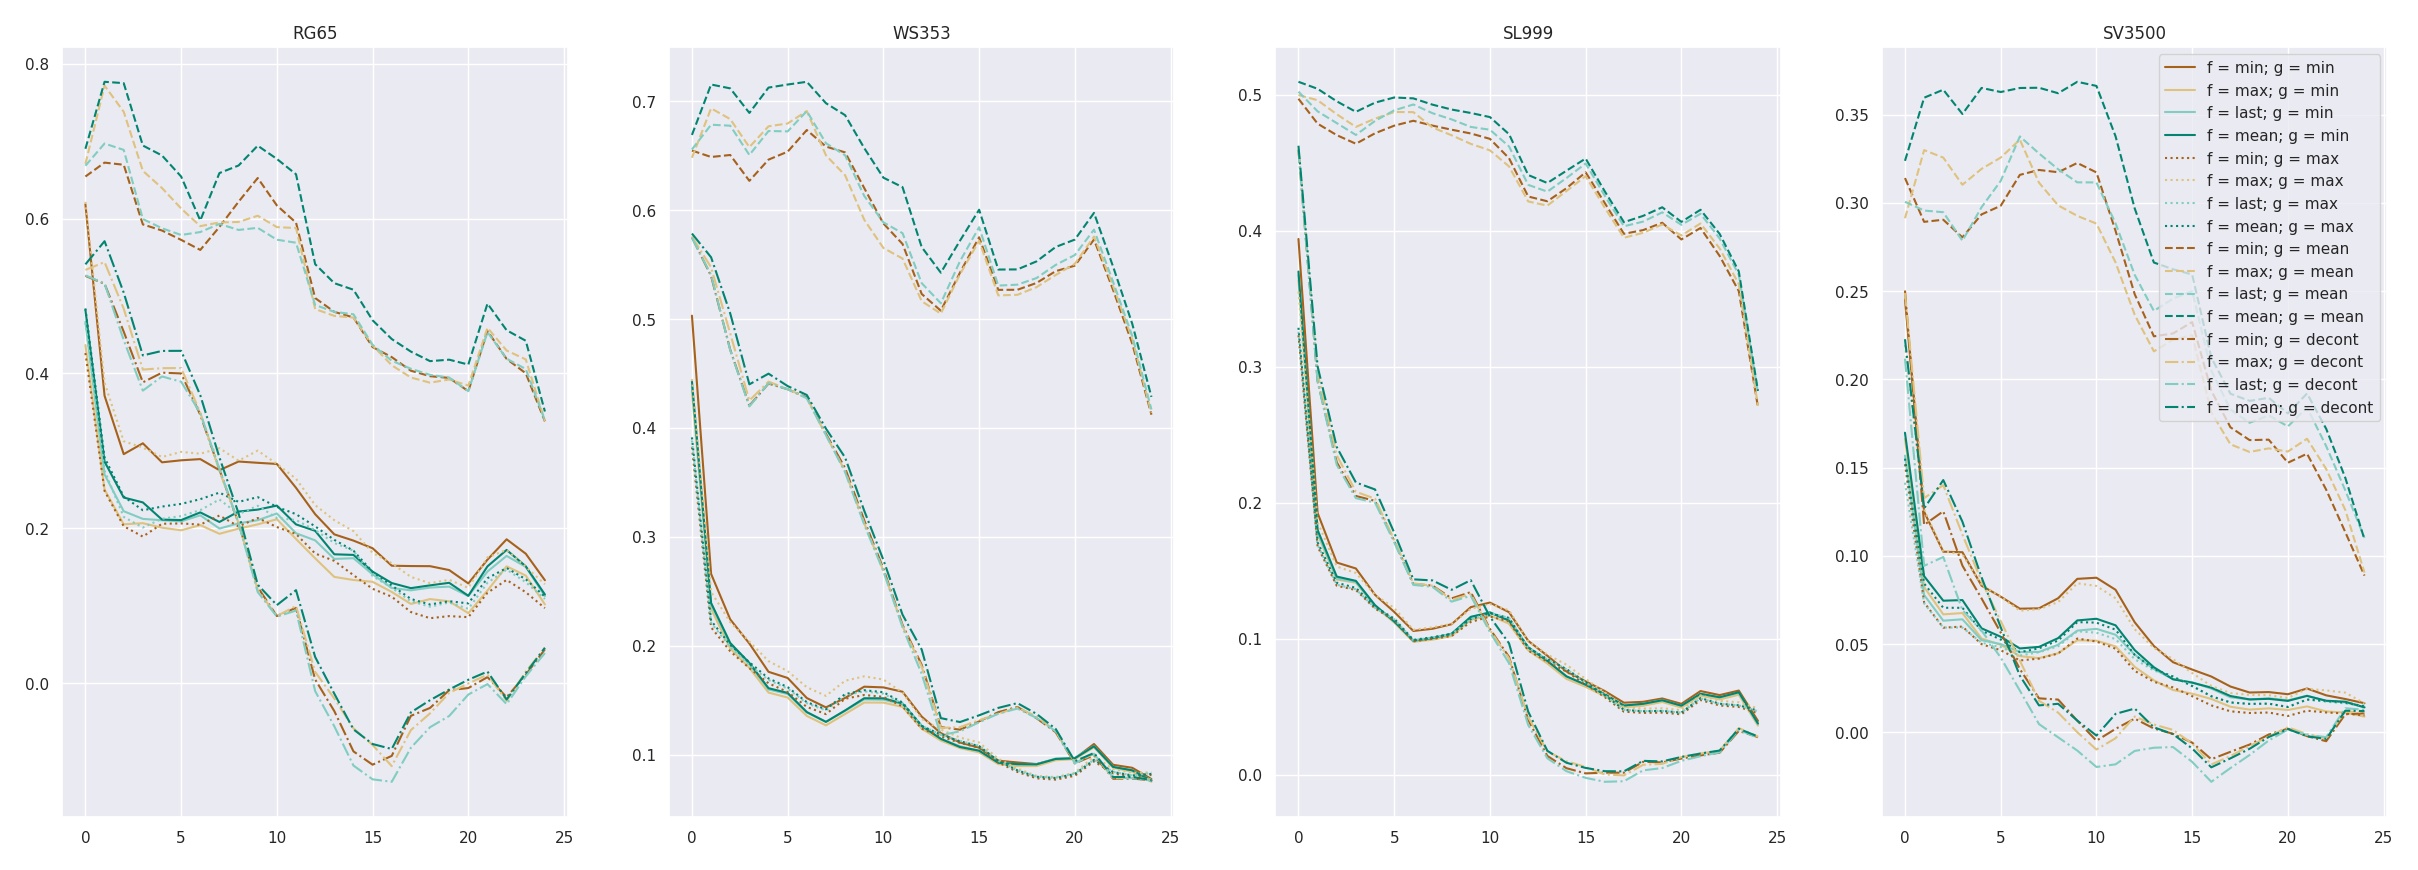 RG65
WS353
SL999
SV3500
0.8
0.6
0.4
0.2
0.0
0
5
10
15
20
25
0.7
0.6
0.5
0.4
0.3
0.2
0.1
0
5
10
15
20
25
0.5
0.4
0.3
0.2
0.1
0.0
0
5
10
15
20
25
0.35
0.30
0.25
0.20
0.15
0.10
0.05
0.00
0
5
10
15
20
25
f = min; g = min
f = max; g = min
f = last; g = min
f = mean; g = min
f = min; g = max
f = max; g = max
f = last; g = max
f = mean; g = max
f = min; g = mean
f = max; g = mean
f = last; g = mean
f = mean; g = mean
f = min; g = decont
f = max; g = decont
f = last; g = decont
f = mean; g = decont